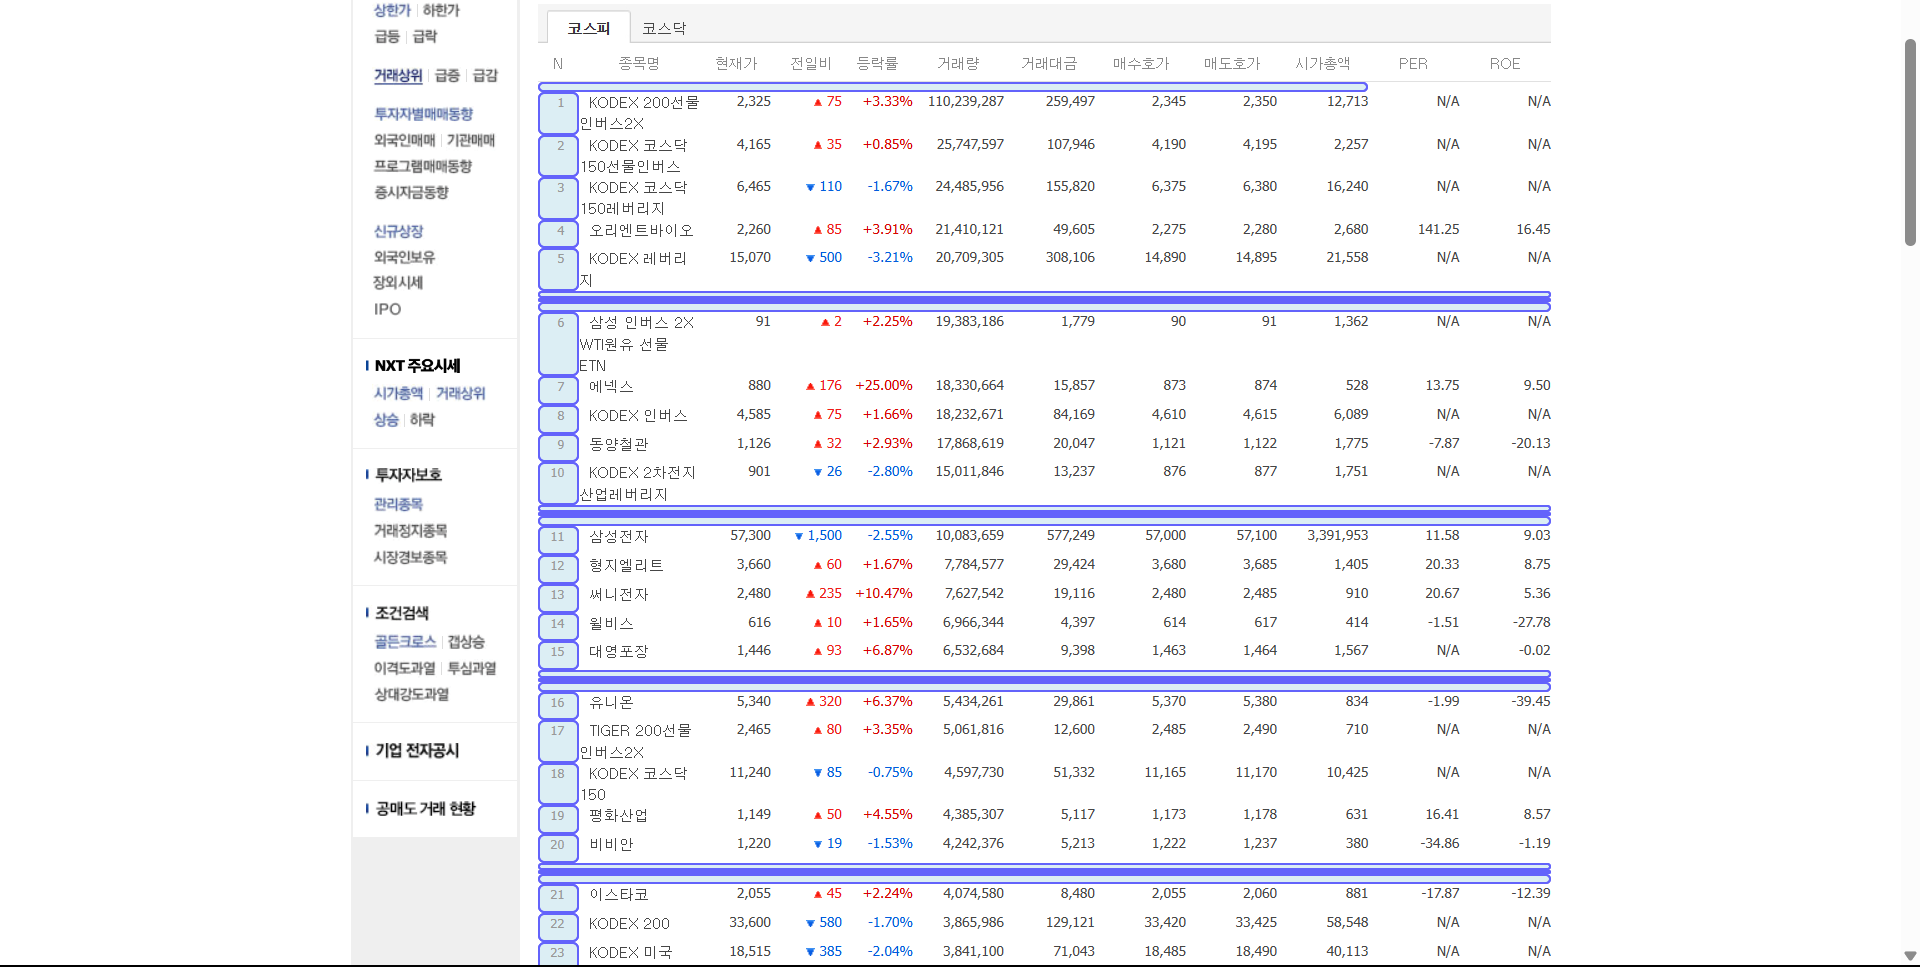 상한가 하한가
급등 급락
거래상위 급증 급감
투자자별매매동향
외국인매매 기관매매
프로그램매매동향
증시자금동향
신규상장
외국인보유
장외시세
IPO
NXT 주요시세
시가총액 거래상위
상승 하락
투자자보호
관리종목
거래정지종목
시장경보종목
조건검색
골든크로스 갭상승
이격도과열 투심과열
상대강도과열
기업 전자공시
공매도 거래 현황
코스피 코스닥
N 종목명 현재가 전일비 등락률 거래량 거래대금 매수호가 매도호가 시가총액 PER ROE
1 KODEX 200선물 2,325 ▲ 75 +3.33% 110,239,287 259,497 2,345 2,350 12,713 N/A N/A
인버스2X
2 KODEX 코스닥 4,165 ▲ 35 +0.85% 25,747,597 107,946 4,190 4,195 2,257 N/A N/A
150선물인버스
3 KODEX 코스닥 6,465 ▼ 110 -1.67% 24,485,956 155,820 6,375 6,380 16,240 N/A N/A
150레버리지
4 오리엔트바이오 2,260 ▲ 85 +3.91% 21,410,121 49,605 2,275 2,280 2,680 141.25 16.45
5 KODEX 레버리 15,070 ▼ 500 -3.21% 20,709,305 308,106 14,890 14,895 21,558 N/A N/A
지
6 삼성 인버스 2X 91 ▲ 2 +2.25% 19,383,186 1,779 90 91 1,362 N/A N/A
WTI원유 선물
ETN
7 에넥스 880 ▲ 176 +25.00% 18,330,664 15,857 873 874 528 13.75 9.50
8 KODEX 인버스 4,585 ▲ 75 +1.66% 18,232,671 84,169 4,610 4,615 6,089 N/A N/A
9 동양철관 1,126 ▲ 32 +2.93% 17,868,619 20,047 1,121 1,122 1,775 -7.87 -20.13
10 KODEX 2차전지 901 ▼ 26 -2.80% 15,011,846 13,237 876 877 1,751 N/A N/A
산업레버리지
11 삼성전자 57,300 ▼ 1,500 -2.55% 10,083,659 577,249 57,000 57,100 3,391,953 11.58 9.03
12 형지엘리트 3,660 ▲ 60 +1.67% 7,784,577 29,424 3,680 3,685 1,405 20.33 8.75
13 써니전자 2,480 ▲ 235 +10.47% 7,627,542 19,116 2,480 2,485 910 20.67 5.36
14 윌비스 616 ▲ 10 +1.65% 6,966,344 4,397 614 617 414 -1.51 -27.78
15 대영포장 1,446 ▲ 93 +6.87% 6,532,684 9,398 1,463 1,464 1,567 N/A -0.02
16 유니온 5,340 ▲ 320 +6.37% 5,434,261 29,861 5,370 5,380 834 -1.99 -39.45
17 TIGER 200선물 2,465 ▲ 80 +3.35% 5,061,816 12,600 2,485 2,490 710 N/A N/A
인버스2X
18 KODEX 코스닥 11,240 ▼ 85 -0.75% 4,597,730 51,332 11,165 11,170 10,425 N/A N/A
150
19 평화산업 1,149 ▲ 50 +4.55% 4,385,307 5,117 1,173 1,178 631 16.41 8.57
20 비비안 1,220 ▼ 19 -1.53% 4,242,376 5,213 1,222 1,237 380 -34.86 -1.19
21 이스타코 2,055 ▲ 45 +2.24% 4,074,580 8,480 2,055 2,060 881 -17.87 -12.39
22 KODEX 200 33,600 ▼ 580 -1.70% 3,865,986 129,121 33,420 33,425 58,548 N/A N/A
23 KODEX 미국 18,515 ▼ 385 -2.04% 3,841,100 71,043 18,485 18,490 40,113 N/A N/A